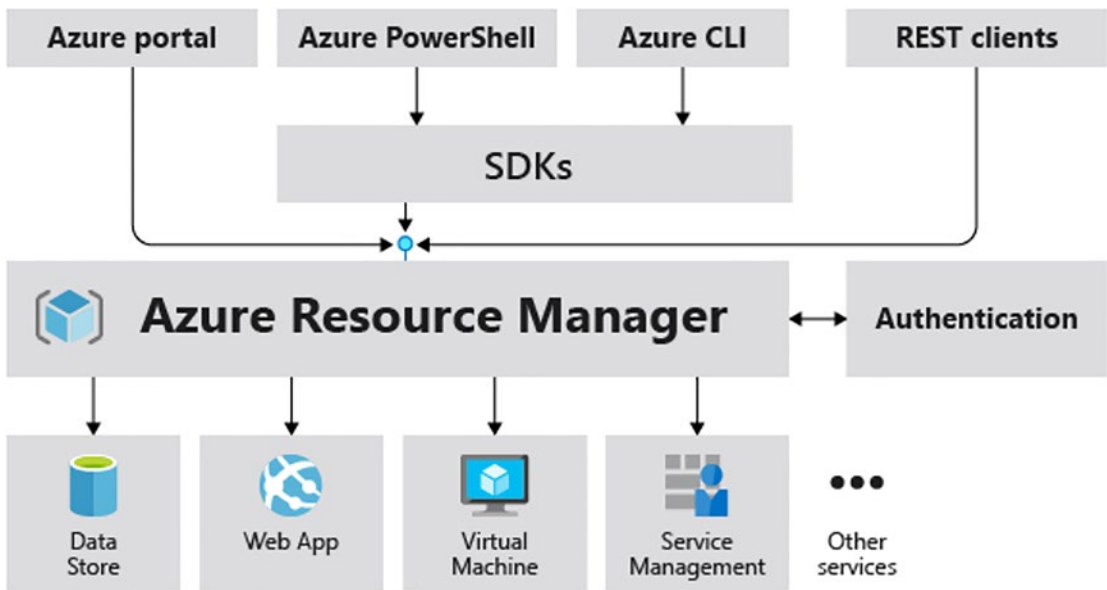 Azure portal
Azure PowerShell
Azure CLI
REST clients
SDKs
Azure Resource Manager
Authentication
Data
Store
Web App
Virtual
Machine
Service
Management
Other
services